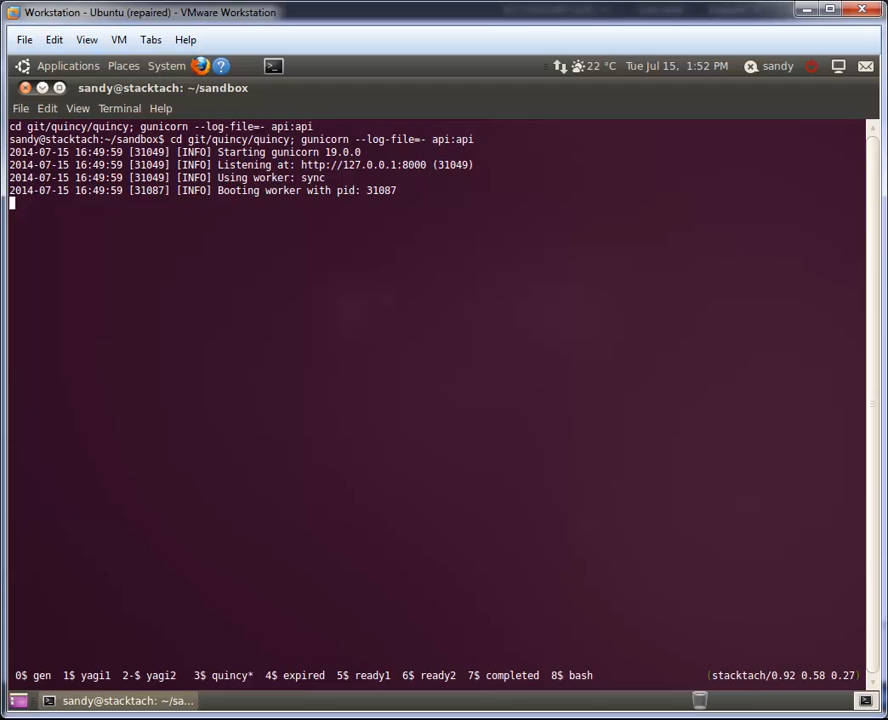 Workstation - Ubuntu (repaired) - VMware Workstation
File Edit View VM Tabs Help
Applications Places System 22 °C Tue Jul 15, 1:52 PM sandy
sandy@stacktach: ~/sandbox
File Edit View Terminal Help
cd git/quincy/quincy; gunicorn --log-file=- api:api
sandy@stacktach:~/sandbox$ cd git/quincy/quincy; gunicorn --log-file=- api:api
2014-07-15 16:49:59 [31049] [INFO] Starting gunicorn 19.0.0
2014-07-15 16:49:59 [31049] [INFO] Listening at: http://127.0.0.1:8000 (31049)
2014-07-15 16:49:59 [31049] [INFO] Using worker: sync
2014-07-15 16:49:59 [31087] [INFO] Booting worker with pid: 31087
0$ gen 1$ yagi1 2-$ yagi2 3$ quincy* 4$ expired 5$ ready1 6$ ready2 7$ completed 8$ bash (stacktach/0.92 0.58 0.27)
sandy@stacktach: ~/sa...